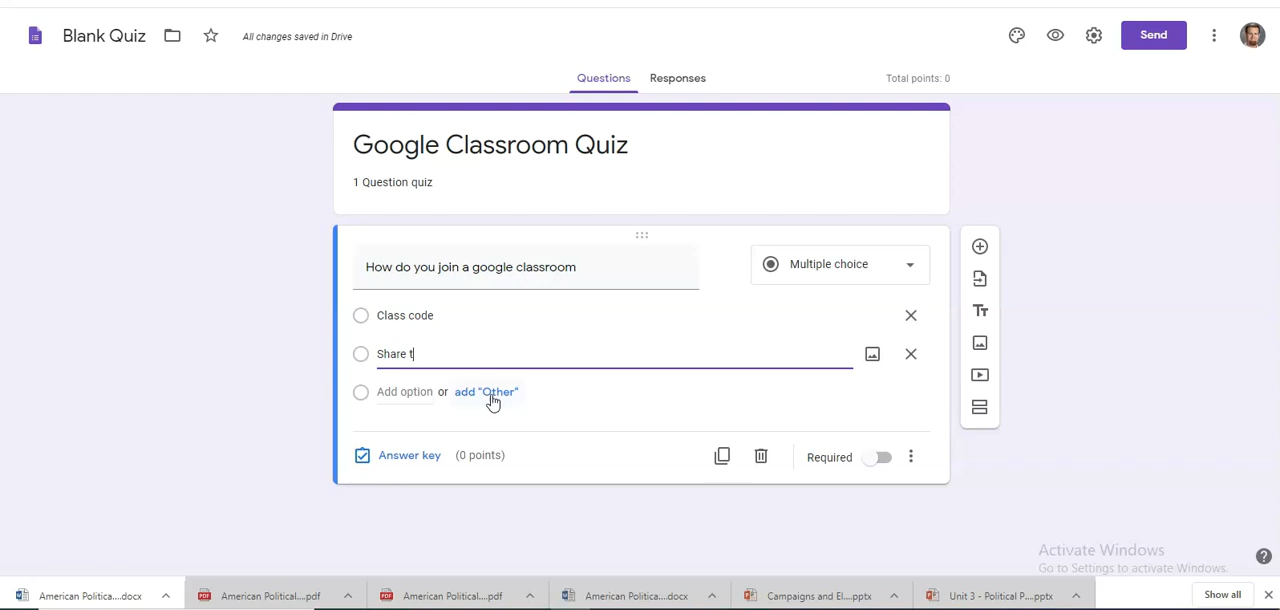 Blank Quiz
All changes saved in Drive
Send
Questions
Responses
Total points: 0
Google Classroom Quiz
1 Question quiz
How do you join a google classroom
Multiple choice
Class code
Share t
Add option or add "Other"
Answer key (0 points)
Required
Activate Windows
Go to Settings to activate Windows.
American Politica....docx
American Political....pdf
American Political....pdf
American Politica....docx
Campaigns and El....pptx
Unit 3 - Political P....pptx
Show all